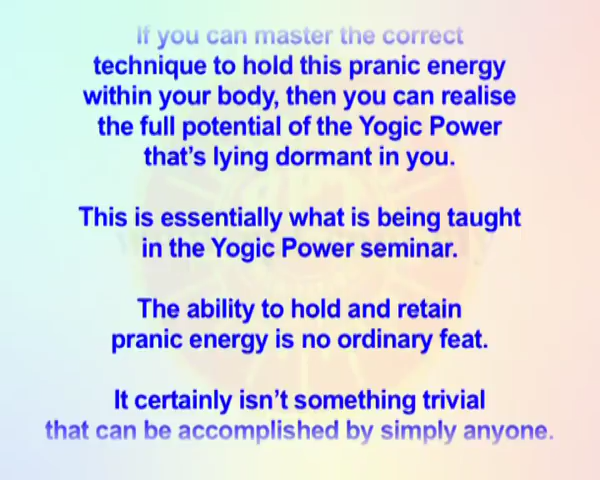 If you can master the correct
technique to hold this pranic energy
within your body, then you can realise
the full potential of the Yogic Power
that's lying dormant in you.
This is essentially what is being taught
in the Yogic Power seminar.
The ability to hold and retain
pranic energy is no ordinary feat.
It certainly isn't something trivial
that can be accomplished by simply anyone.